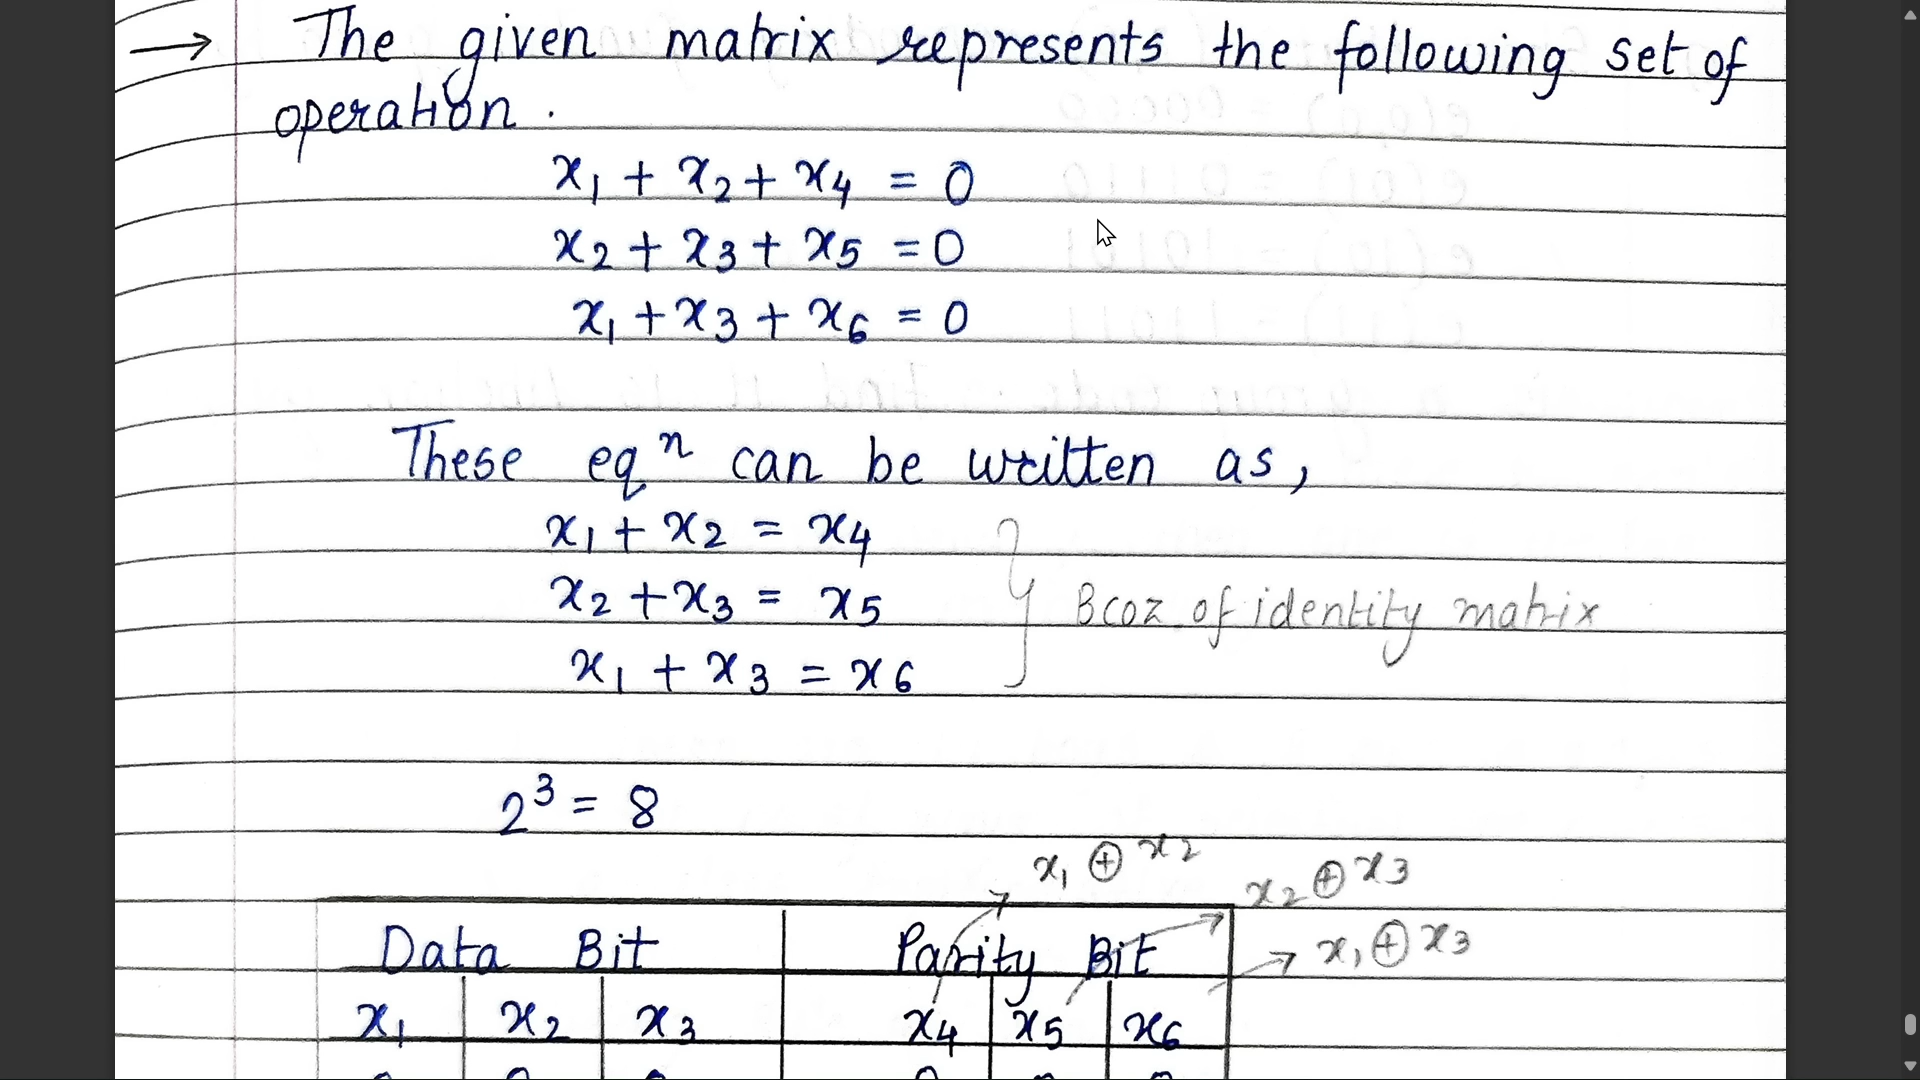 → The given matrix represents the following set of
operation.
x₁ + x₂ + x₄ = 0
x₂ + x₃ + x₅ = 0
x₁ + x₃ + x₆ = 0
These eqⁿ can be written as,
x₁ + x₂ = x₄
x₂ + x₃ = x₅
x₁ + x₃ = x₆
} Bcoz of identity matrix
2³ = 8
x₁ ⊕ x₂
x₂ ⊕ x₃
Data Bit Parity Bit → x₁ ⊕ x₃
x₁ x₂ x₃ x₄ x₅ x₆